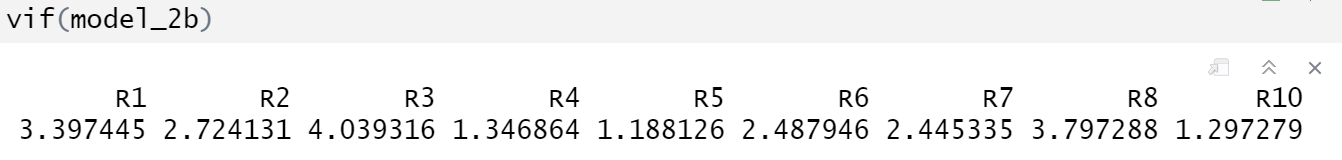 vif(model_2b)
R1 R2 R3 R4 R5 R6 R7 R8 R10
3.397445 2.724131 4.039316 1.346864 1.188126 2.487946 2.445335 3.797288 1.297279